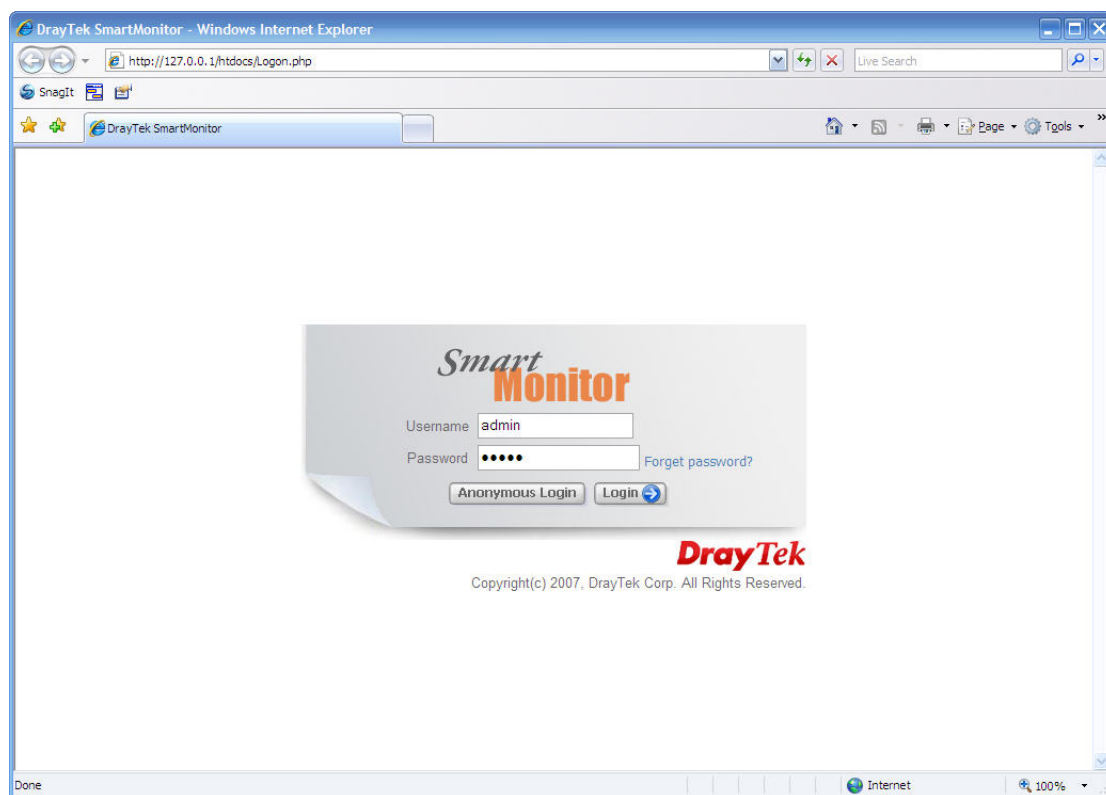 DrayTek SmartMonitor - Windows Internet Explorer
http://127.0.0.1/htdocs/Logon.php
Live Search
SnagIt
DrayTek SmartMonitor
Page
Tools
»
Smart
Monitor
Username admin
Password •••••
Forget password?
Anonymous Login Login
DrayTek
Copyright(c) 2007, DrayTek Corp. All Rights Reserved.
Done Internet 100%